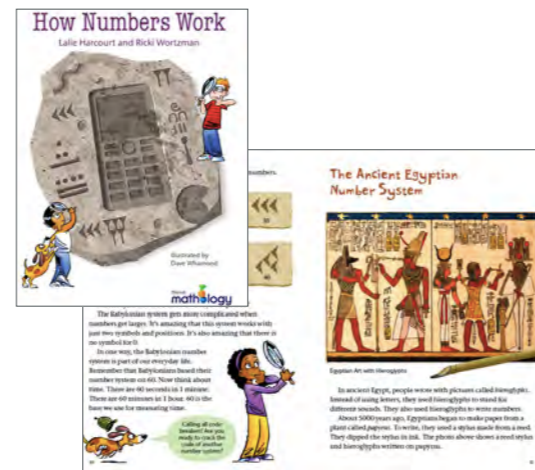 How Numbers Work
Lalie Harcourt and Ricki Wortzman
Illustrated by
Dave Whamond
mathology
numbers.
The Babylonian system gets more complicated when
numbers get larger. It's amazing that this system works with
just two symbols and positions. It's also amazing that there is
no symbol for 0.
In one way, the Babylonian number
system is part of our everyday life.
Remember that Babylonians based their
number system on 60. Now think about
time. There are 60 seconds in 1 minute.
There are 60 minutes in 1 hour. 60 is the
base we use for measuring time.
Calling all code
breakers! Are you
ready to crack the
code of another
number system?
The Ancient Egyptian
Number System
Egyptian Art with Hieroglyphs
In ancient Egypt, people wrote with pictures called hieroglyphs.
Instead of using letters, they used hieroglyphs to stand for
different sounds. They also used hieroglyphs to write numbers.
About 5000 years ago, Egyptians began to make paper from a
plant called papyrus. To write, they used a stylus made from a reed.
They dipped the stylus in ink. The photo above shows a reed stylus
and hieroglyphs written on papyrus.